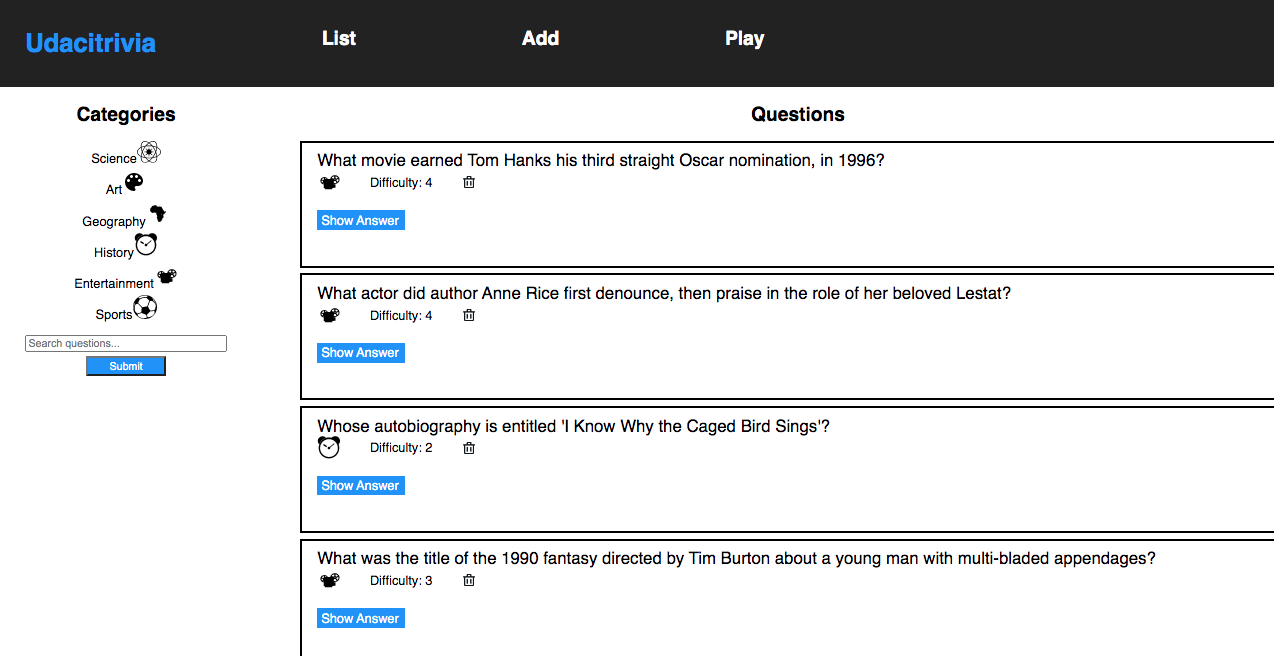 Udacitrivia
List
Add
Play
Categories
Science
Art
Geography
History
Entertainment
Sports
Search questions...
Submit
Questions
What movie earned Tom Hanks his third straight Oscar nomination, in 1996?
Difficulty: 4
Show Answer
What actor did author Anne Rice first denounce, then praise in the role of her beloved Lestat?
Difficulty: 4
Show Answer
Whose autobiography is entitled 'I Know Why the Caged Bird Sings'?
Difficulty: 2
Show Answer
What was the title of the 1990 fantasy directed by Tim Burton about a young man with multi-bladed appendages?
Difficulty: 3
Show Answer